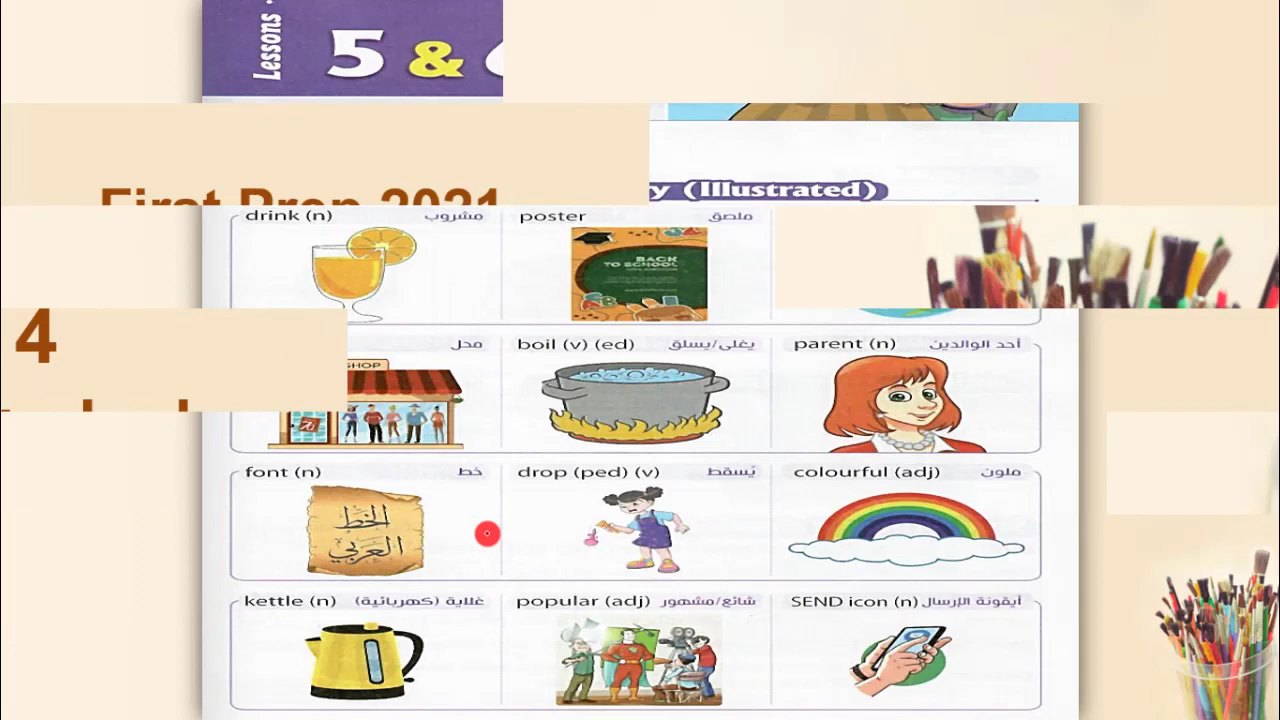 Lessons
5 &
First Prep 2021
y (Illustrated)
drink (n) مشروب
poster ملصق
BACK
TO SCHOOL
4
محل
SHOP
boil (v) (ed) يغلى/يسلق
parent (n) أحد الوالدين
font (n) خط
drop (ped) (v) يُسقط
colourful (adj) ملون
الخط
العربي
kettle (n) غلاية (كهربائية)
popular (adj) شائع/مشهور
SEND icon (n) أيقونة الإرسال